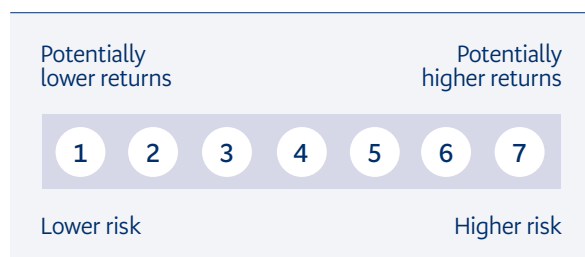 Potentially
lower returns
Potentially
higher returns
1 2 3 4 5 6 7
Lower risk
Higher risk